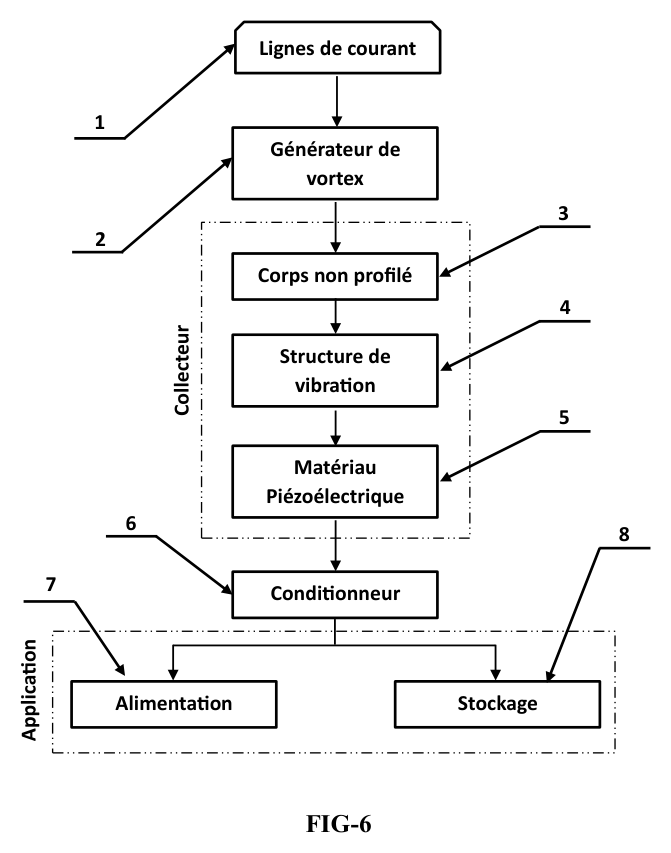 Lignes de courant
1
Générateur de
vortex
2
3
Corps non profilé
4
Structure de
vibration
Collecteur
5
Matériau
Piézoélectrique
6
8
Conditionneur
7
Application
Alimentation
Stockage
FIG-6